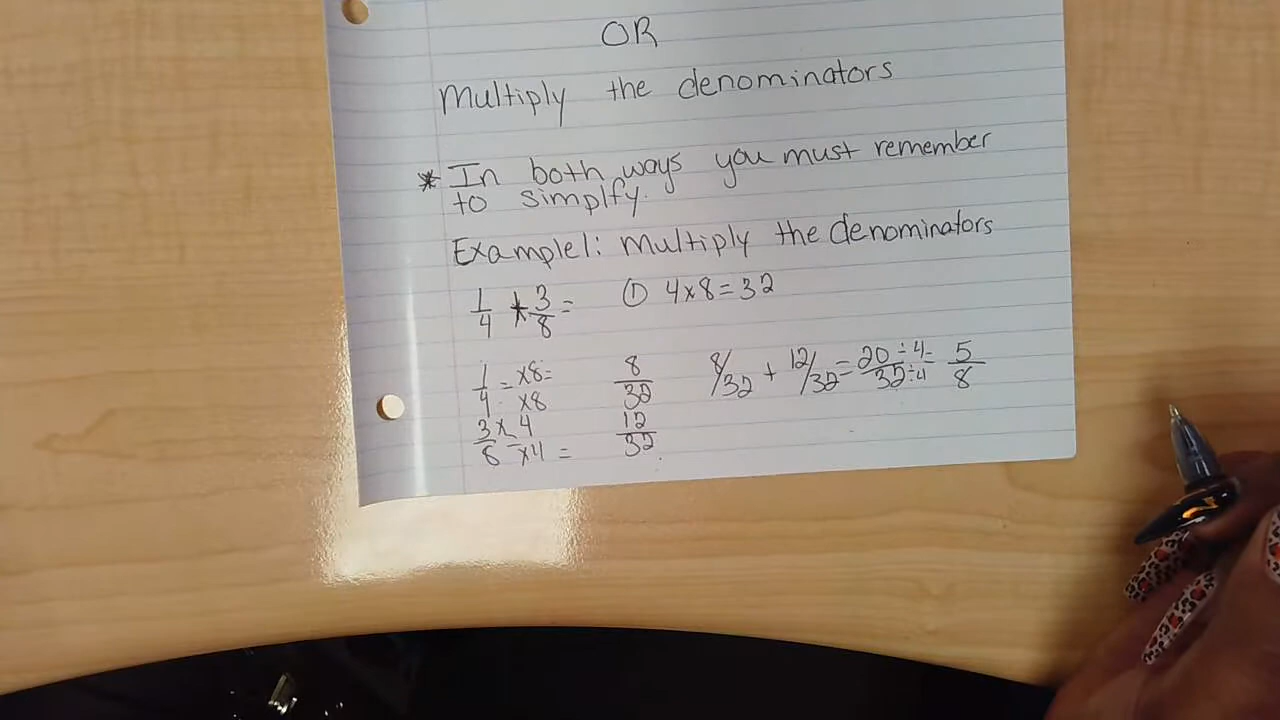 OR
Multiply the denominators
* In both ways you must remember
to simplfy.
Example1: Multiply the denominators
1/4 + 3/8 = ① 4x8=32
1/4 = x8= / x8 8/32 8/32 + 12/32 = 20÷4= / 32÷4 5/8
3/8 x 4 / x4 = 12/32